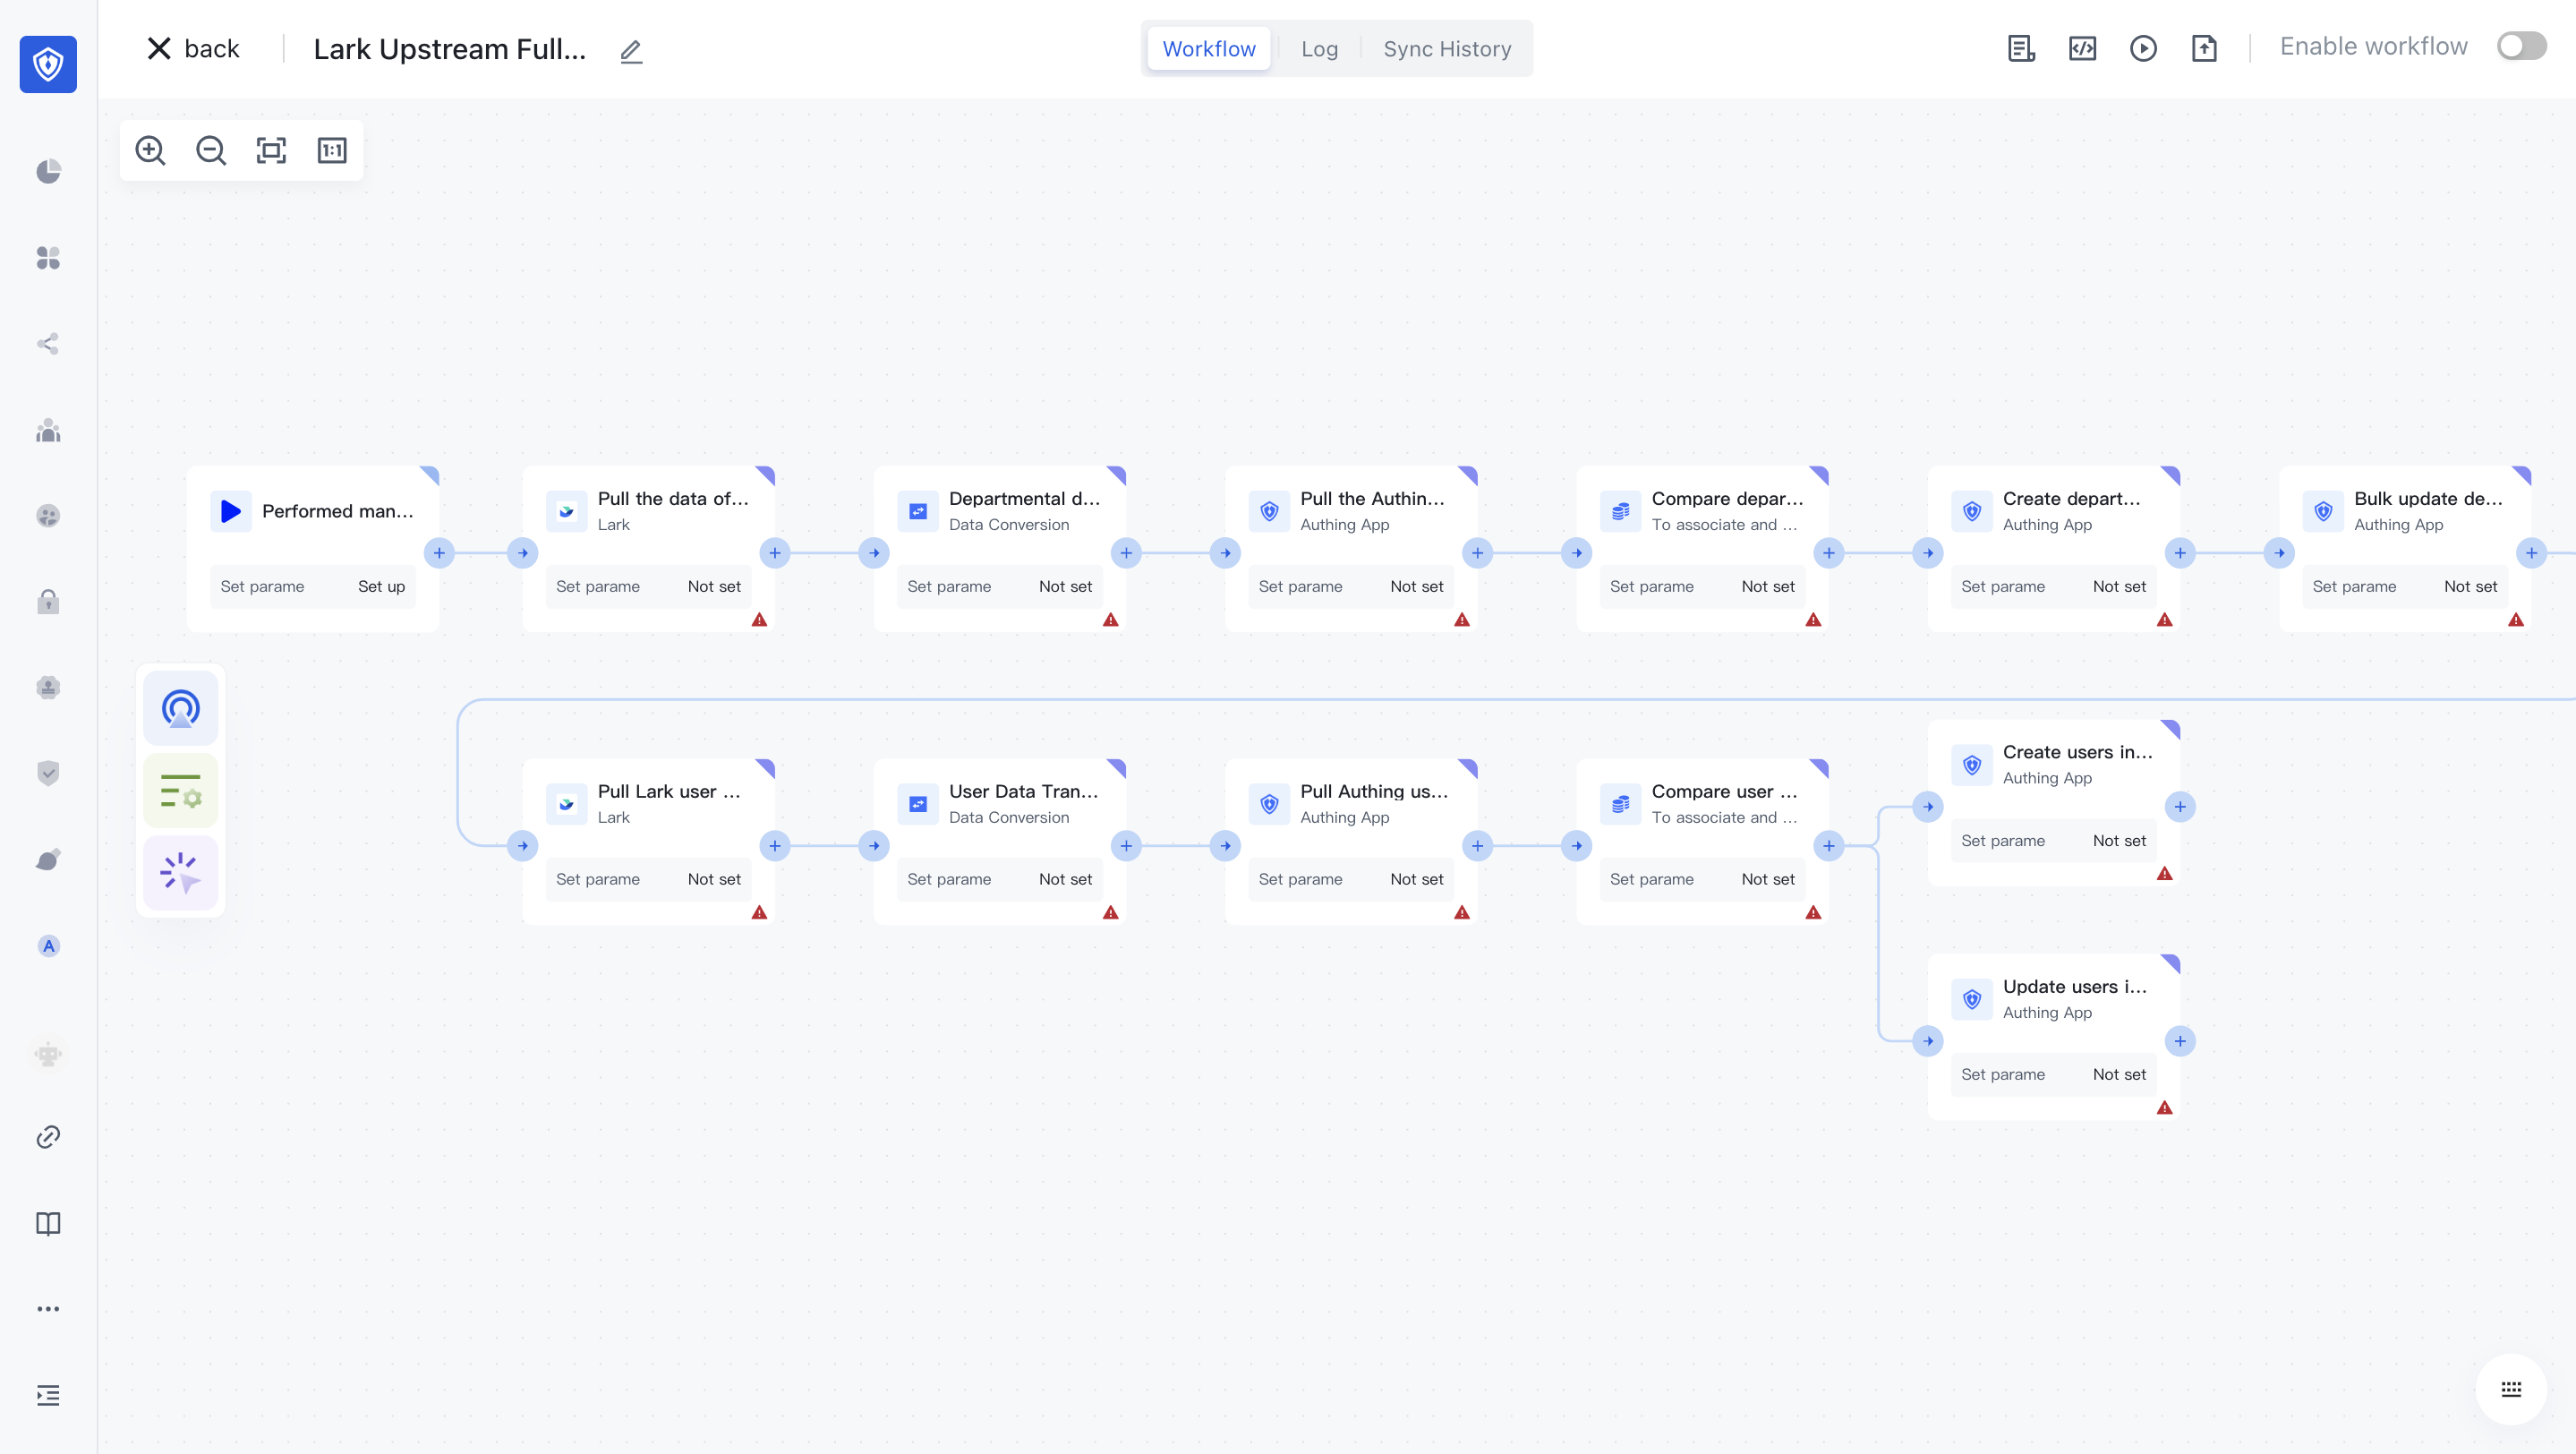 back
Lark Upstream Full...
Workflow
Log
Sync History
Enable workflow
1:1
Performed man...
Set parame Set up
Pull the data of...
Lark
Set parame Not set
Departmental d...
Data Conversion
Set parame Not set
Pull the Authin...
Authing App
Set parame Not set
Compare depar...
To associate and ...
Set parame Not set
Create depart...
Authing App
Set parame Not set
Bulk update de...
Authing App
Set parame Not set
Pull Lark user ...
Lark
Set parame Not set
User Data Tran...
Data Conversion
Set parame Not set
Pull Authing us...
Authing App
Set parame Not set
Compare user ...
To associate and ...
Set parame Not set
Create users in...
Authing App
Set parame Not set
Update users i...
Authing App
Set parame Not set
A